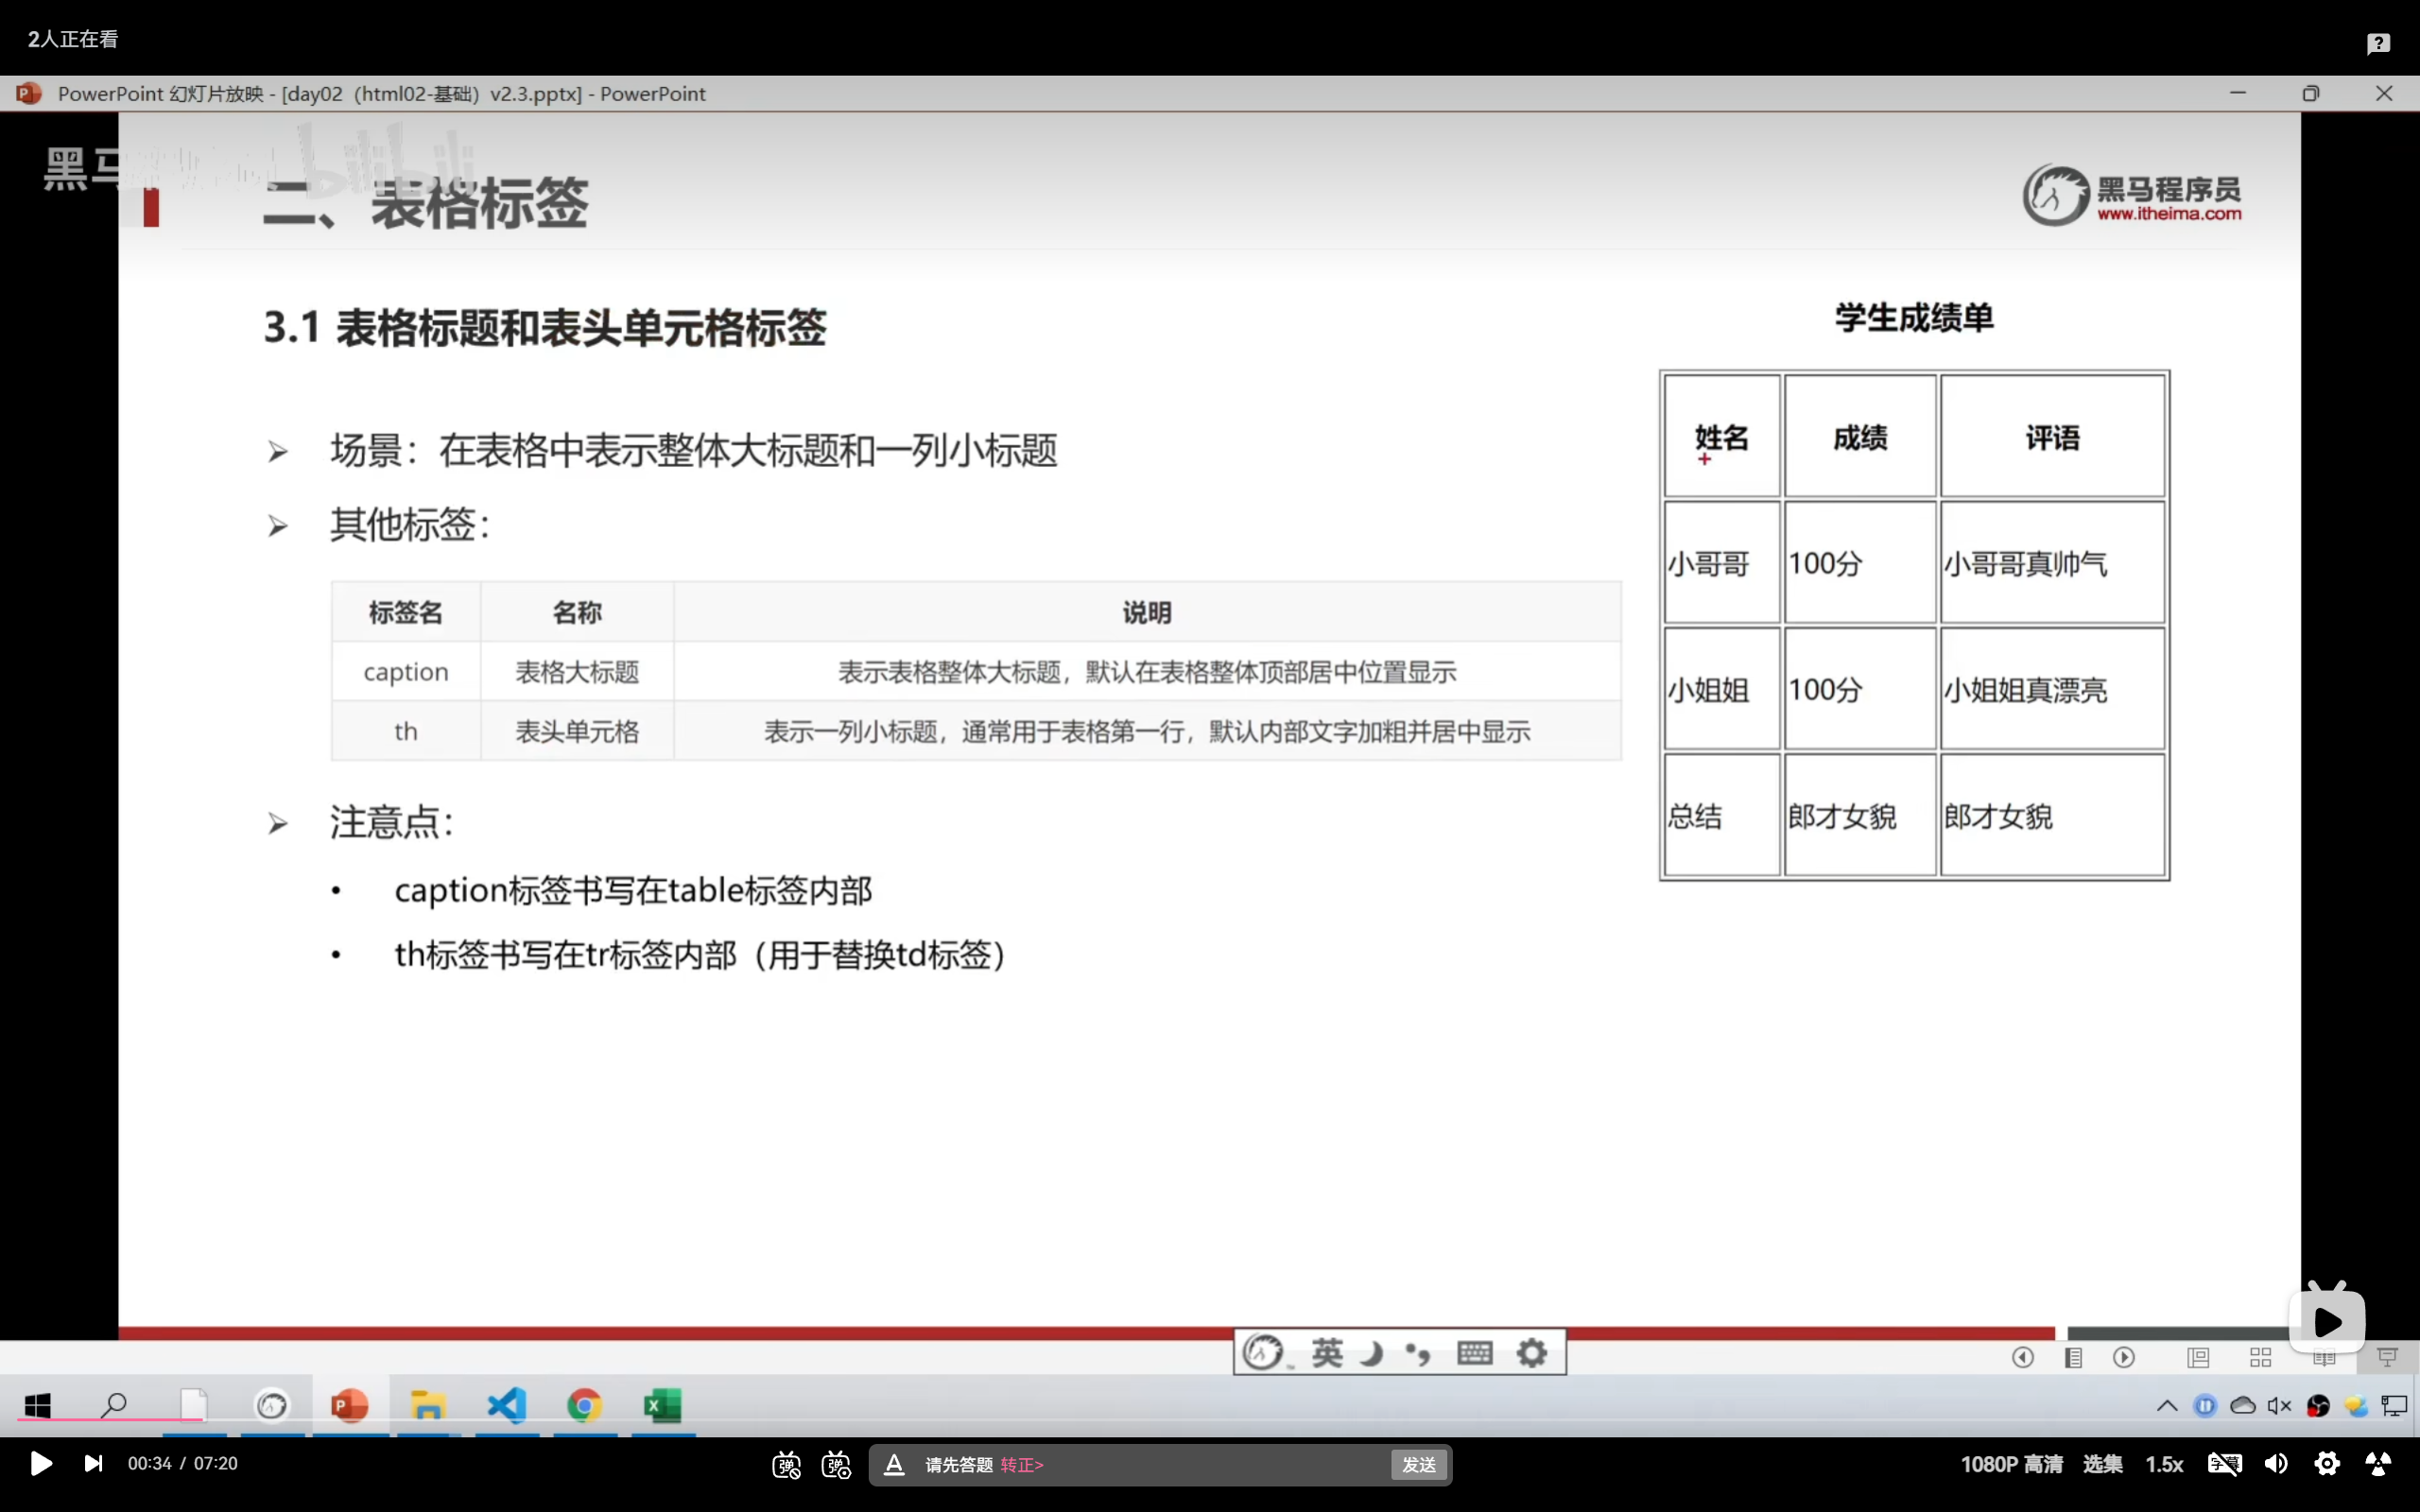 2人正在看
PowerPoint 幻灯片放映 - [day02（html02-基础）v2.3.pptx] - PowerPoint
黑马
bilibili
二、表格标签
黑马程序员
www.itheima.com
3.1 表格标题和表头单元格标签
场景：在表格中表示整体大标题和一列小标题
其他标签：
标签名 名称 说明
caption 表格大标题 表示表格整体大标题，默认在表格整体顶部居中位置显示
th 表头单元格 表示一列小标题，通常用于表格第一行，默认内部文字加粗并居中显示
注意点：
• caption标签书写在table标签内部
• th标签书写在tr标签内部（用于替换td标签）
学生成绩单
姓名 成绩 评语
小哥哥 100分 小哥哥真帅气
小姐姐 100分 小姐姐真漂亮
总结 郎才女貌 郎才女貌
英
00:34 / 07:20
弹 弹
请先答题 转正>
发送
1080P 高清 选集 1.5x 字幕